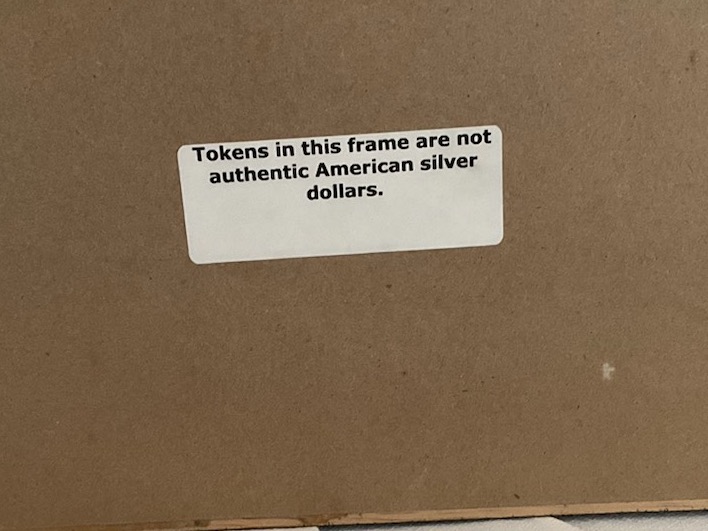 Tokens in this frame are not
authentic American silver
dollars.